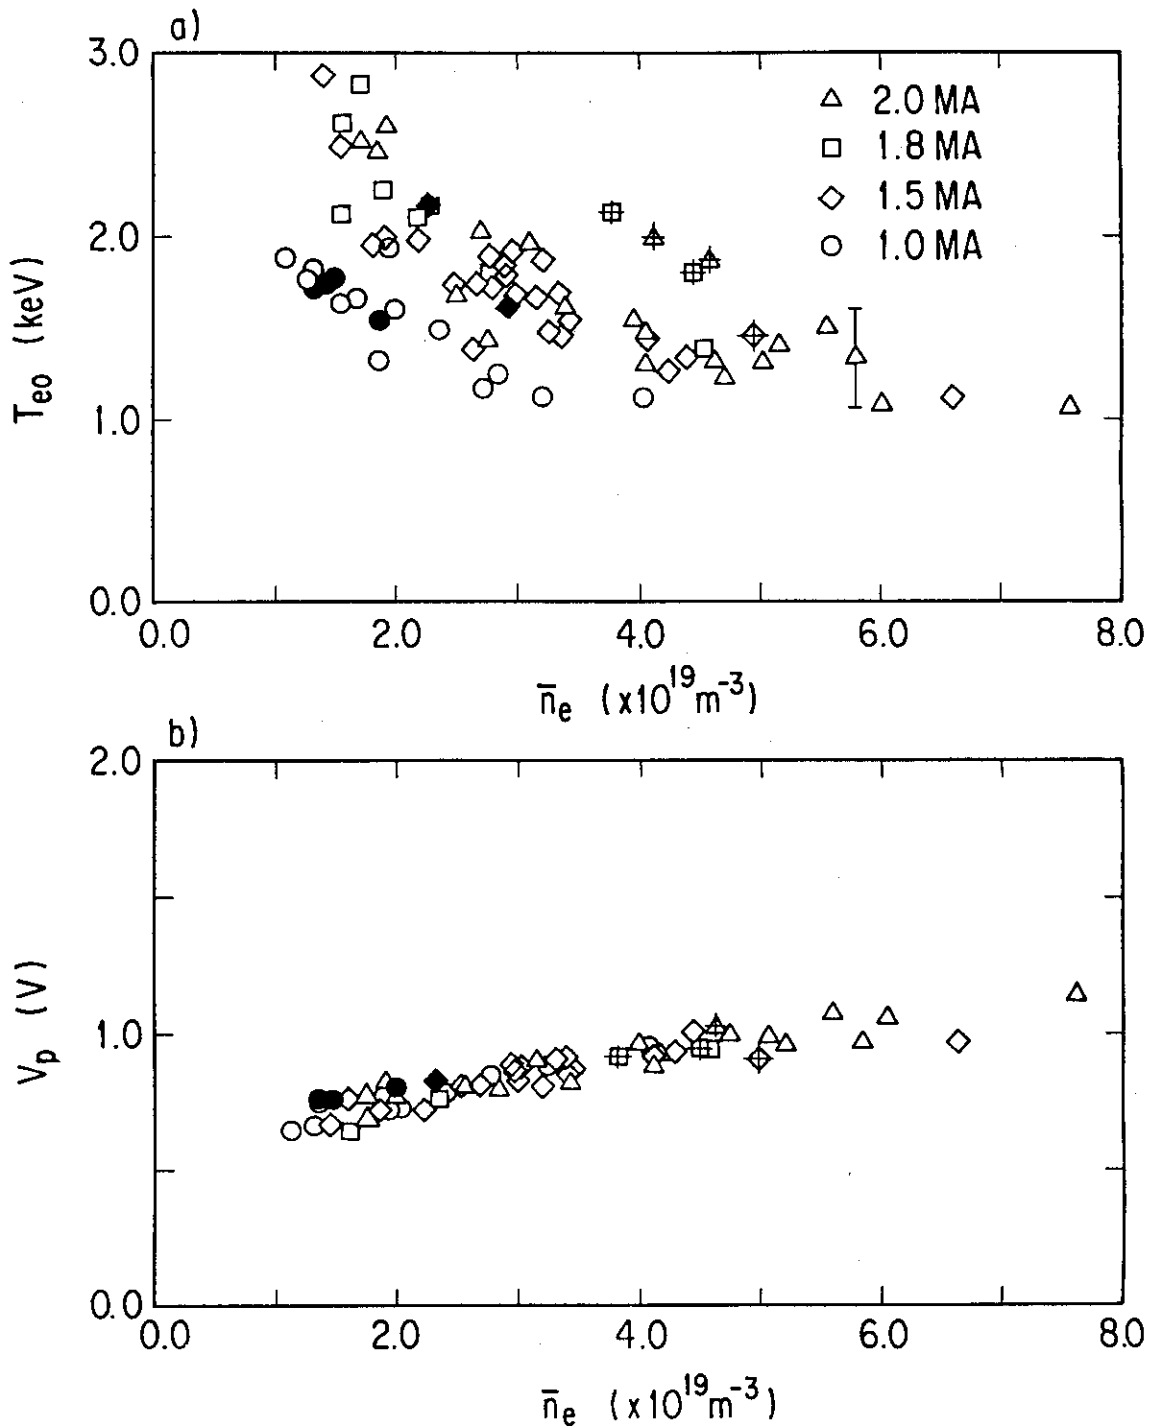 a)
3.0
2.0
1.0
0.0
T_eo (keV)
2.0 MA
1.8 MA
1.5 MA
1.0 MA
0.0 2.0 4.0 6.0 8.0
n̄_e (x10^19 m^-3)
b)
2.0
1.0
0.0
V_p (V)
0.0 2.0 4.0 6.0 8.0
n̄_e (x10^19 m^-3)